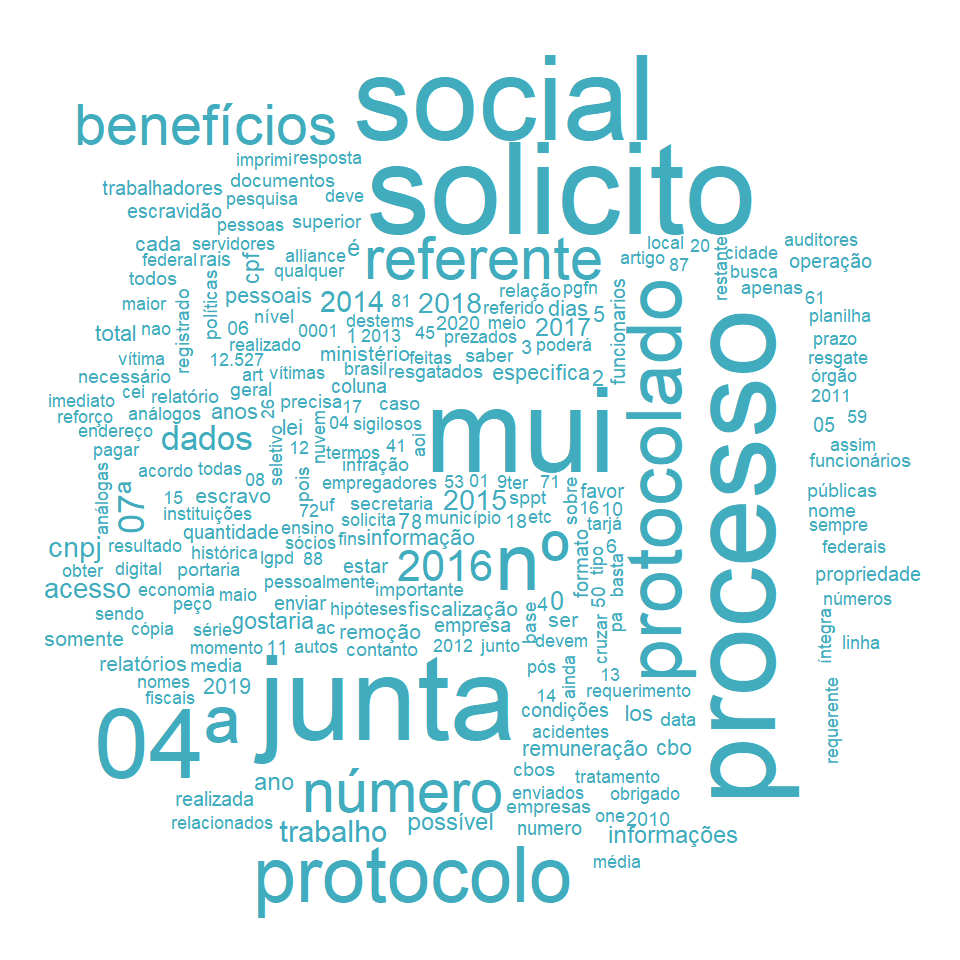 social
benefícios
solicito
imprimi resposta
trabalhadores documentos
pesquisa deve
escravidão pessoas superior
cada servidores alliance é
federal rais cpf qualquer
referente
local 20 cidade auditores
artigo 87 restante busca operação
todos políticas pessoais
maior registrado nível
2014 81 2018 relação pgfn
referido dias 5 funcionarios
apenas 61
planilha
total nao 06 0001 destems 2020 meio 2017
realizado 1 2013 45 prezados 3 poderá
prazo
vítima 12.527 ministério feitas saber
resgate
necessário art vítimas brasil resgatados especifica 2
órgão
imediato cei relatório geral coluna
2011
reforço análogos anos 26 precisa 17 caso
endereço lei 04 sigilosos
05 59
pagar dados seletivo 12 nuvem termos 41 aoi
mui
protocolado
processo
assim
acordo todas pois infração
funcionários
análogas 07a 08 empregadores 53 01 9ter 71 favor
15 escravo 72 uf secretaria 2015 sppt sobre 16 10
públicas
instituições solicita 78 município 18 etc tarjá
nome
quantidade ensino
sempre
cnpj resultado histórica sócios fins informação nº 6
federais
obter digital portaria lgpd 88 estar 2016 formato tipo basta
propriedade
acesso economia maio pessoalmente importante
peço enviar hipóteses fiscalização base 4 0 50 pa
números
sendo cópia série gostaria ac remoção empresa ser cruzar
somente momento 11 autos contanto 2012 junto devem
íntegra linha
relatórios media pós ainda 13
nomes 2019 14 requerimento
fiscais
junta
condições los data
requerente
04ª
acidentes
remuneração cbo
ano número cbos tratamento
realizada enviados obrigado
relacionados trabalho possível empresas one 2010
numero informações
protocolo
média